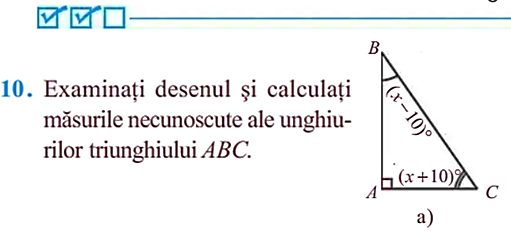 10. Examinați desenul și calculați
măsurile necunoscute ale unghiu-
rilor triunghiului ABC.
B
(x−10)°
(x+10)°
A
C
a)